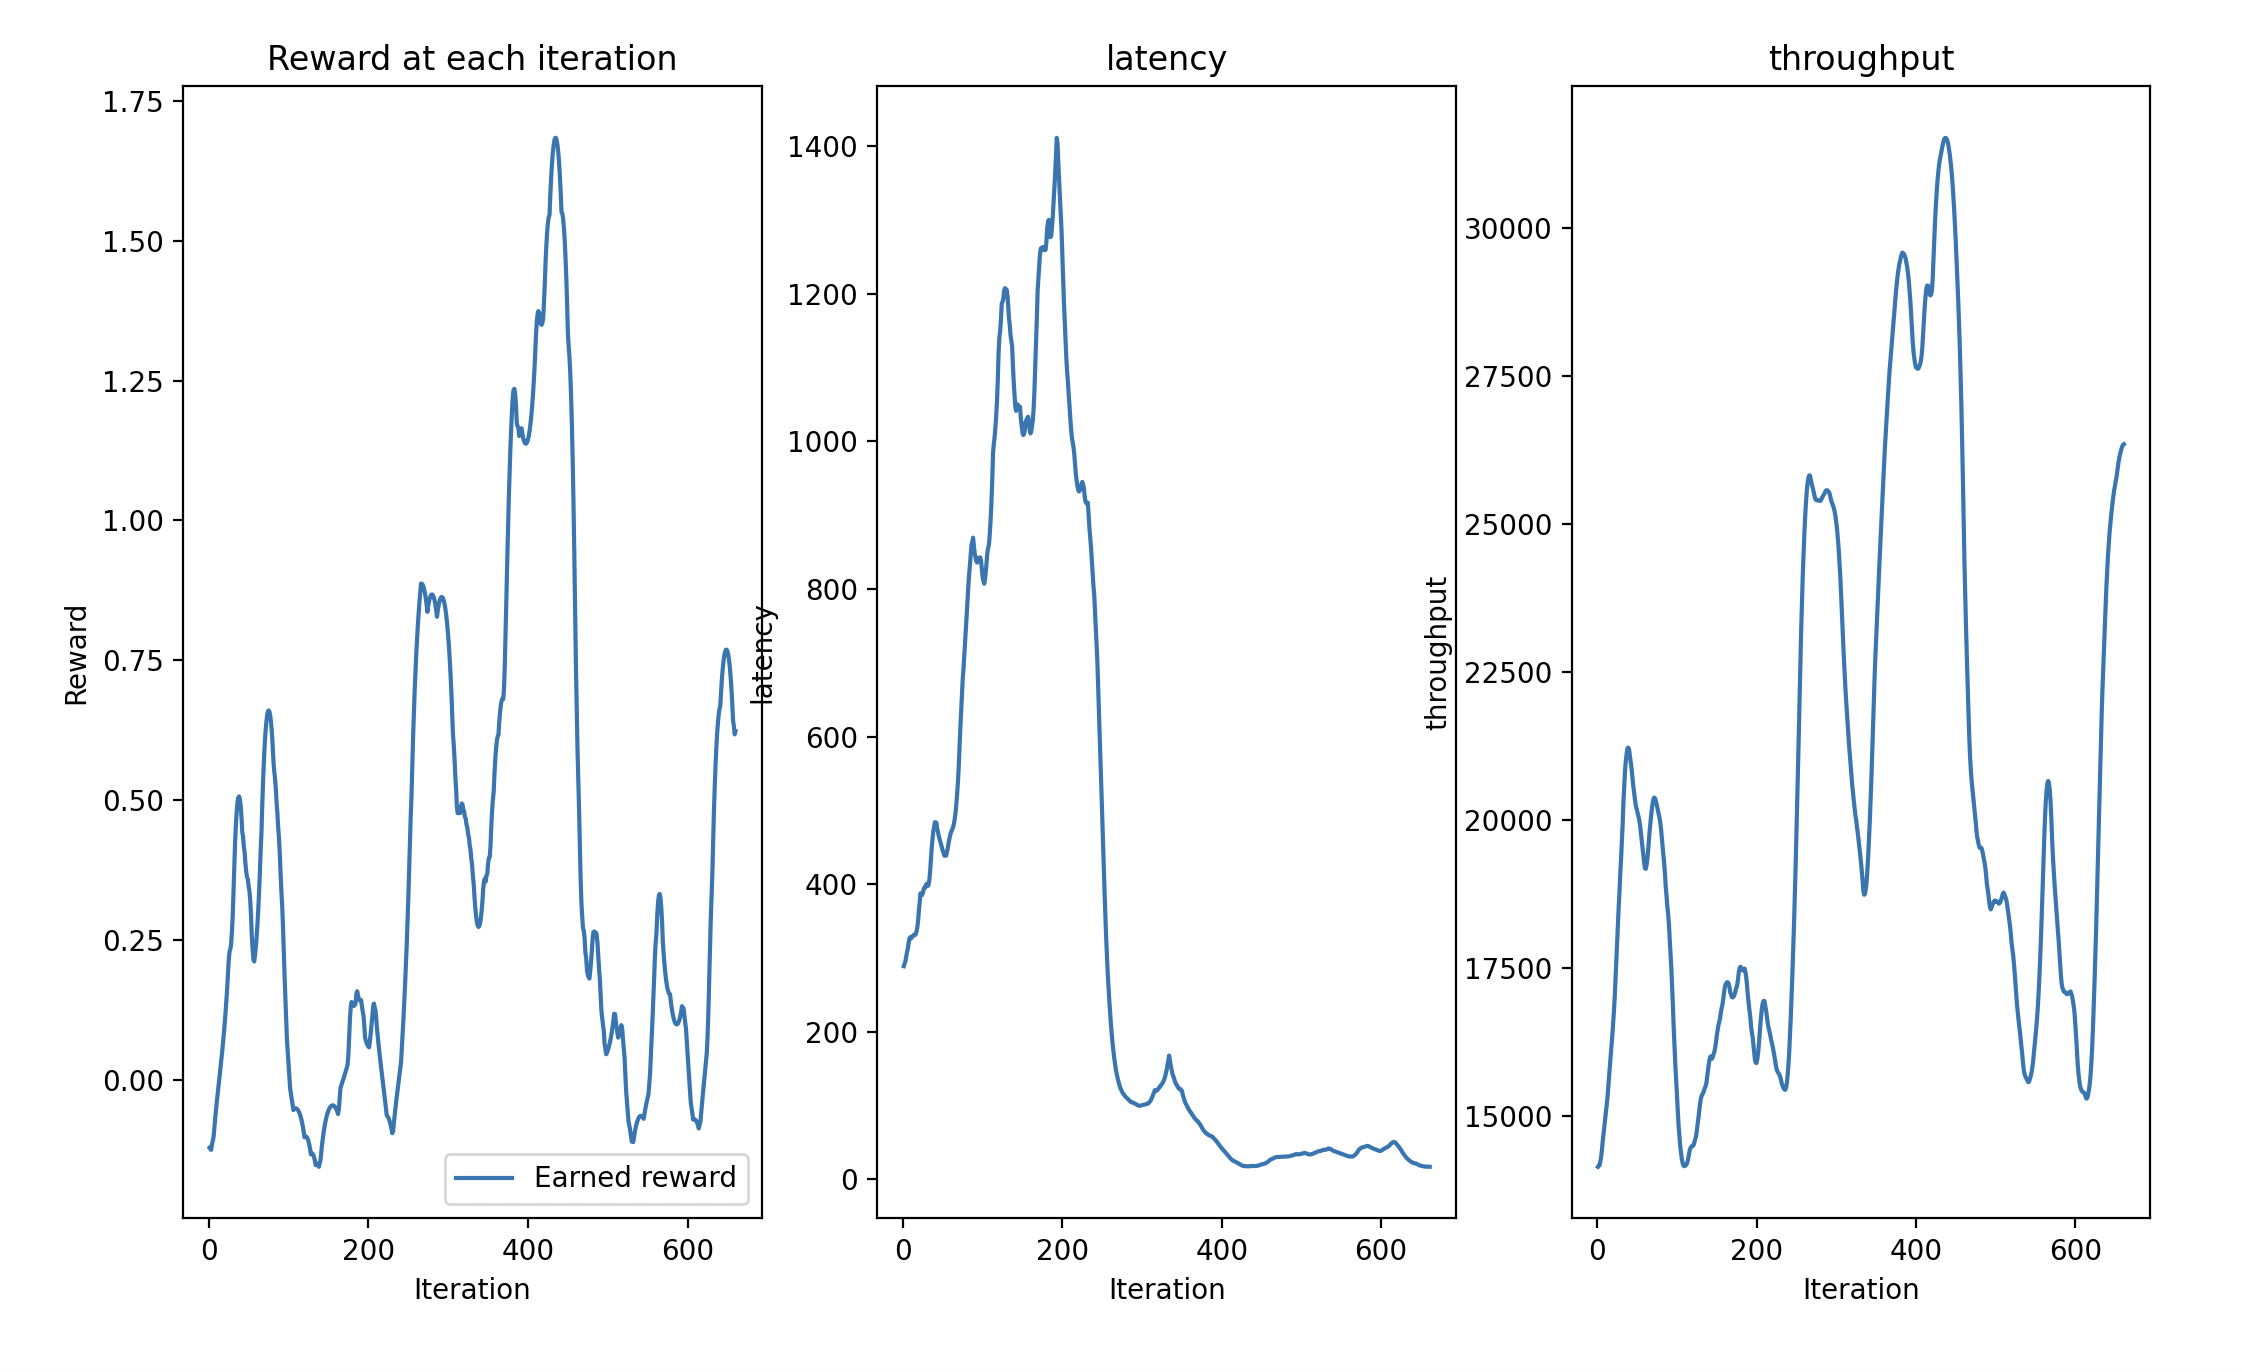 Reward at each iteration
1.75
1.50
1.25
1.00
0.75
0.50
0.25
0.00
Reward
Earned reward
0 200 400 600
Iteration
latency
1400
1200
1000
800
600
400
200
0
latency
0 200 400 600
Iteration
throughput
30000
27500
25000
22500
20000
17500
15000
throughput
0 200 400 600
Iteration